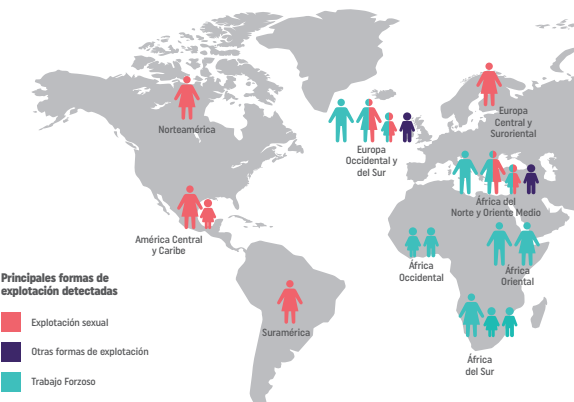 Norteamérica
Europa
Central y
Suroriental
Europa
Occidental y
del Sur
África del
Norte y Oriente Medio
América Central
y Caribe
África
Occidental
África
Oriental
Principales formas de
explotación detectadas
Explotación sexual
Otras formas de explotación
Trabajo Forzoso
Suramérica
África
del Sur